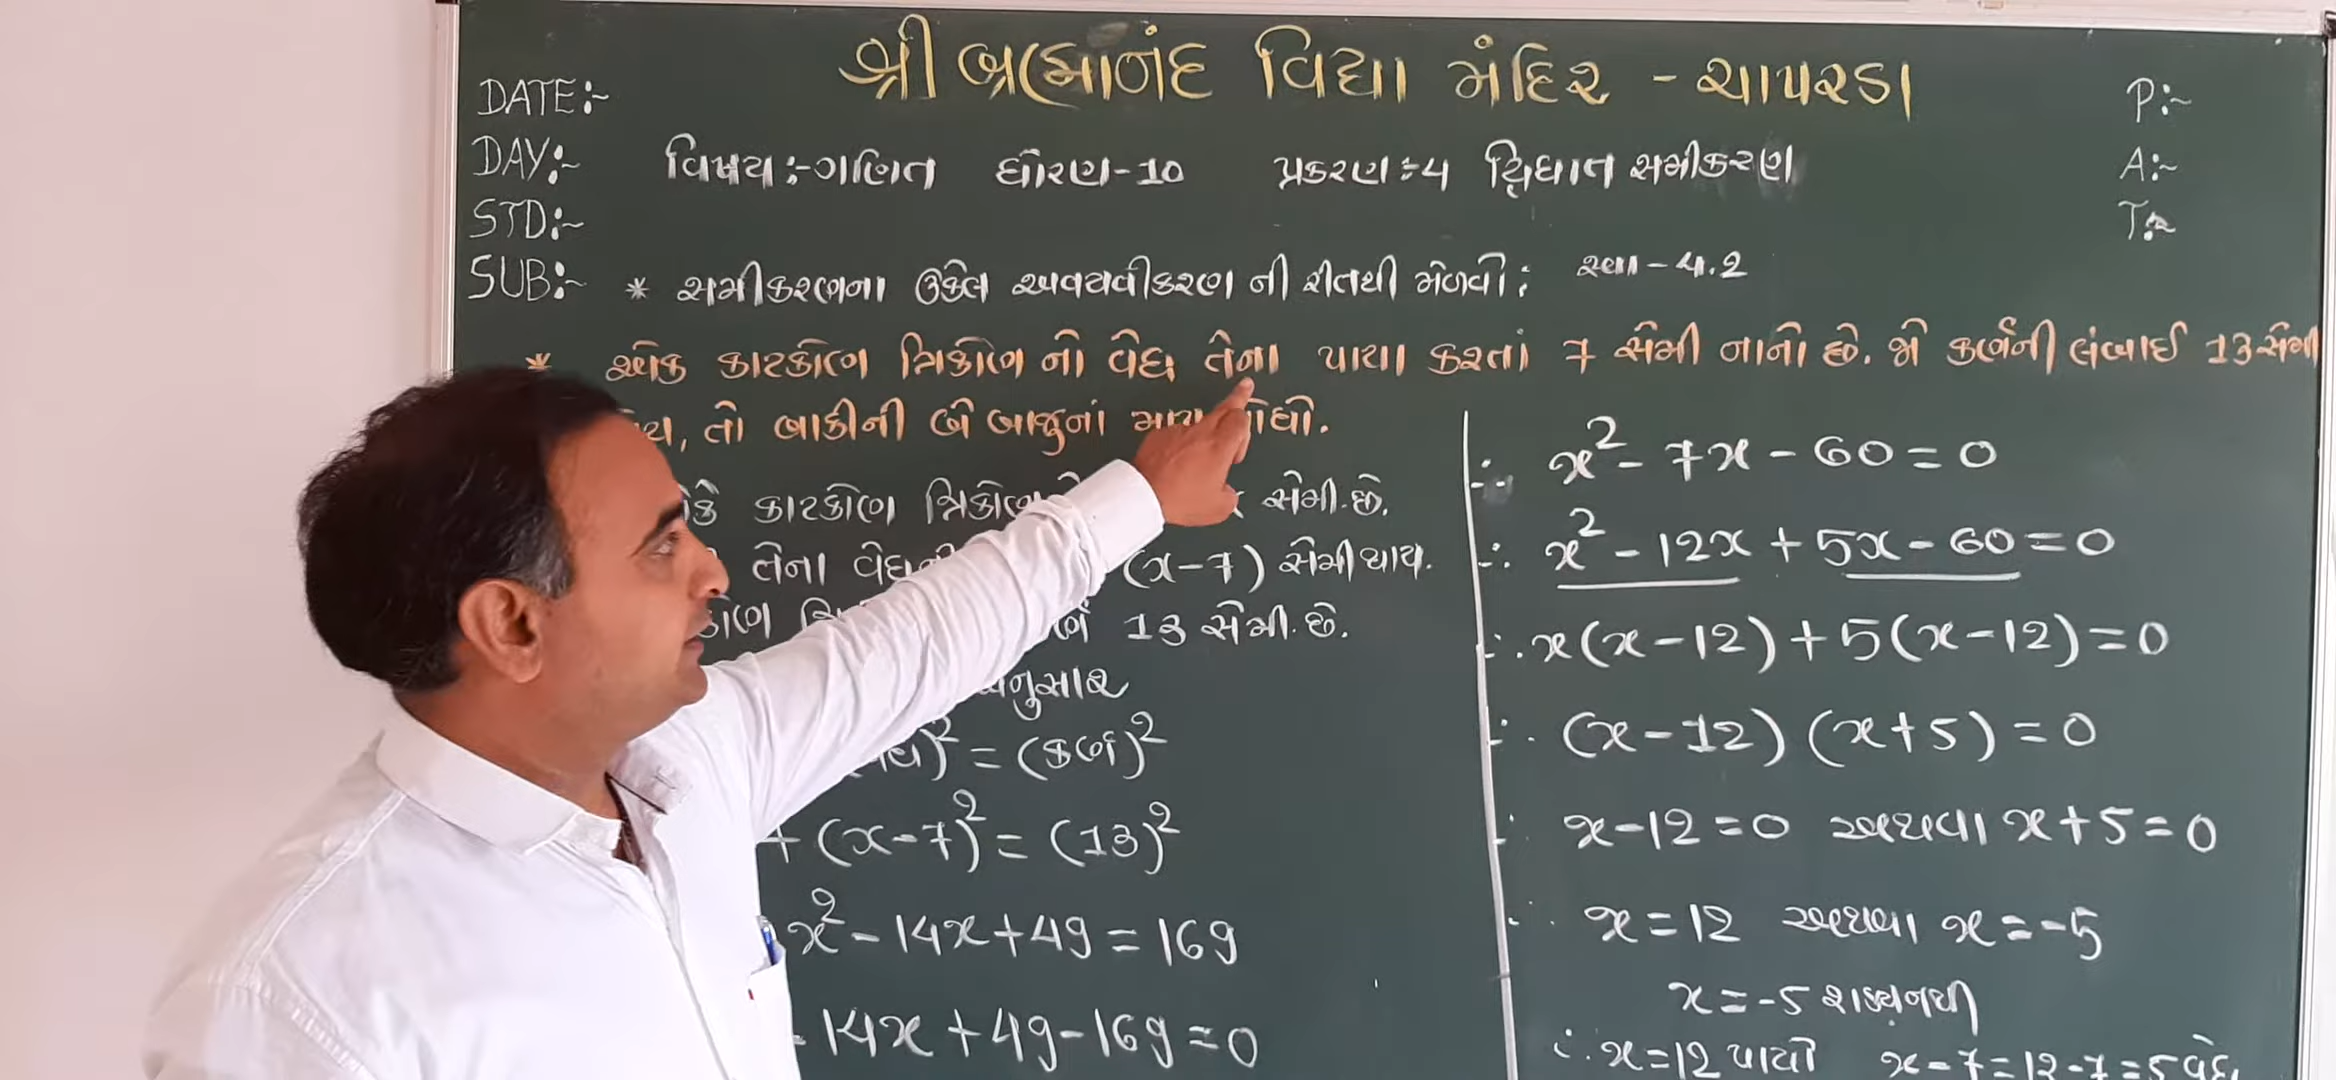 શ્રી બ્રહ્માનંદ વિદ્યા મંદિર - ચાપરડા
DATE:-
DAY:-
STD:-
SUB:-
P:-
A:-
T:-
વિષય:-ગણિત ધોરણ-10 પ્રકરણ:-4 દ્વિઘાત સમીકરણ
* સમીકરણના ઉકેલ અવયવીકરણ ની રીતથી મેળવો: સ્વા-4.2
* એક કાટકોણ ત્રિકોણ નો વેધ તેના પાયા કરતાં 7 સેમી નાનો છે. જો કર્ણની લંબાઈ 13સેમી
તો બાકીની બે બાજુનાં
કાટકોણ સેમી.છે.
તેના (x-7) સેમી થાય.
13 સેમી.છે.
= (કર્ણ)²
+ (x-7)² = (13)²
x² - 14x + 49 = 169
14x + 49 - 169 = 0
∴ x² - 7x - 60 = 0
∴ x² - 12x + 5x - 60 = 0
∴ x(x-12) + 5(x-12) = 0
∴ (x-12) (x+5) = 0
∴ x-12=0 અથવા x+5=0
∴ x=12 અથવા x=-5
x=-5 શક્ય નથી
∴ x=12 પાયો x-7=12-7=5 વેધ